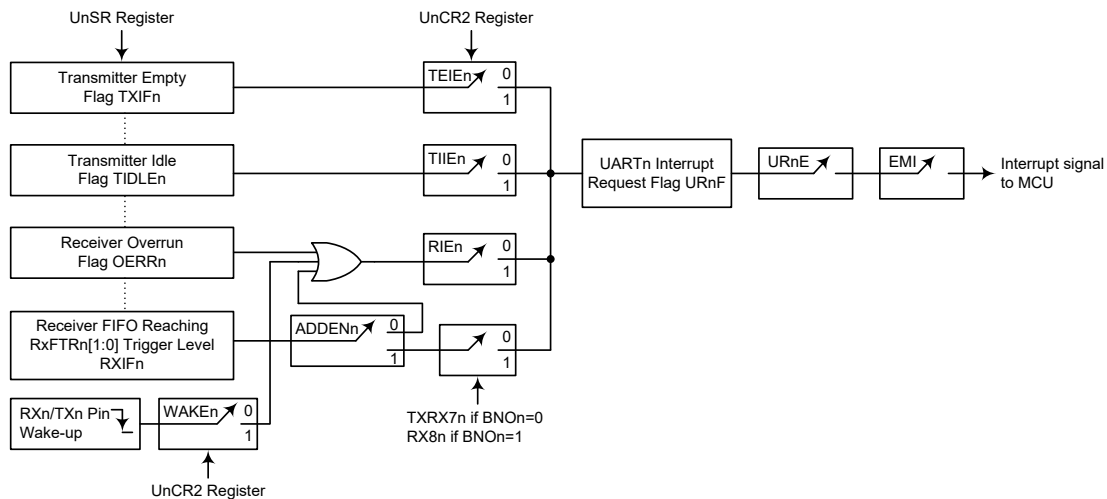 UnSR Register
UnCR2 Register
Transmitter Empty
Flag TXIFn
TEIEn
0
1
Transmitter Idle
Flag TIDLEn
TIIEn
0
1
UARTn Interrupt
Request Flag URnF
URnE
EMI
Interrupt signal
to MCU
Receiver Overrun
Flag OERRn
RIEn
0
1
Receiver FIFO Reaching
RxFTRn[1:0] Trigger Level
RXIFn
ADDENn
0
1
0
1
RXn/TXn Pin
Wake-up
WAKEn
0
1
TXRX7n if BNOn=0
RX8n if BNOn=1
UnCR2 Register